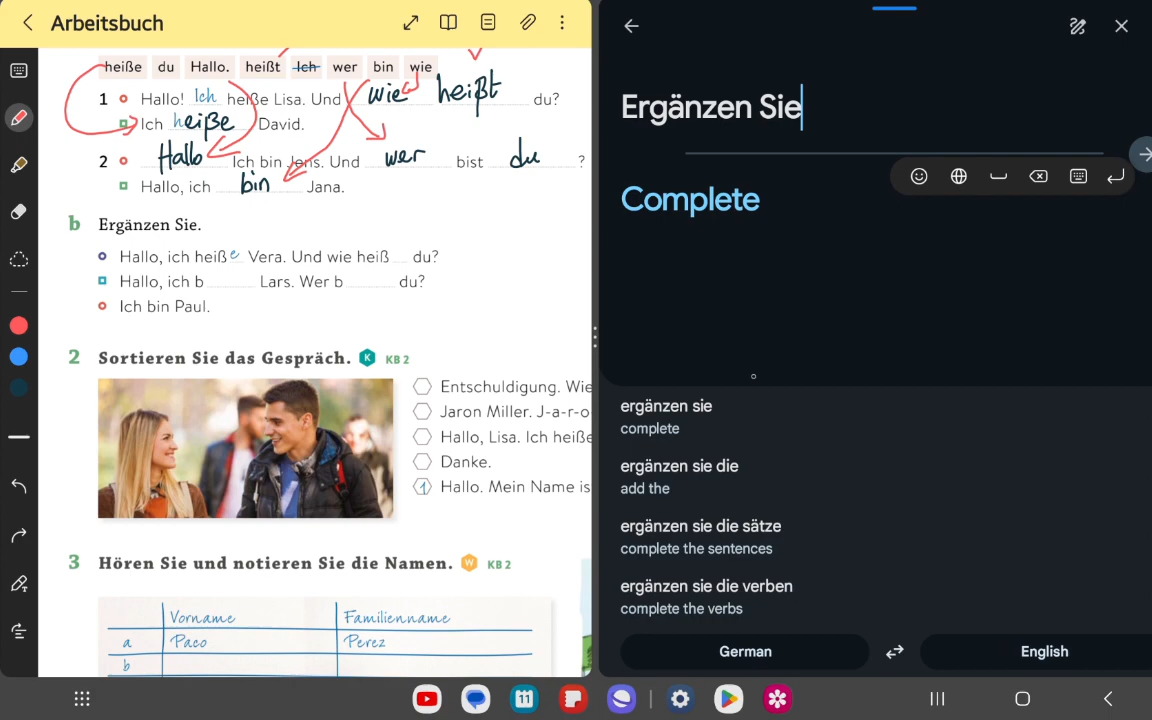 Arbeitsbuch
heiße du Hallo. heißt Ich wer bin wie
1 Hallo! Ich heiße Lisa. Und wie heißt du?
Ich heiße David.
2 Hallo Ich bin Jens. Und wer bist du ?
Hallo, ich bin Jana.
b Ergänzen Sie.
Hallo, ich heiße Vera. Und wie heiß du?
Hallo, ich b Lars. Wer b du?
Ich bin Paul.
2 Sortieren Sie das Gespräch. K KB 2
Entschuldigung. Wie
Jaron Miller. J-a-r-o
Hallo, Lisa. Ich heiße
Danke.
1 Hallo. Mein Name is
3 Hören Sie und notieren Sie die Namen. W KB 2
Vorname Familienname
a Paco Perez
b
Ergänzen Sie
Complete
ergänzen sie
complete
ergänzen sie die
add the
ergänzen sie die sätze
complete the sentences
ergänzen sie die verben
complete the verbs
German English
11